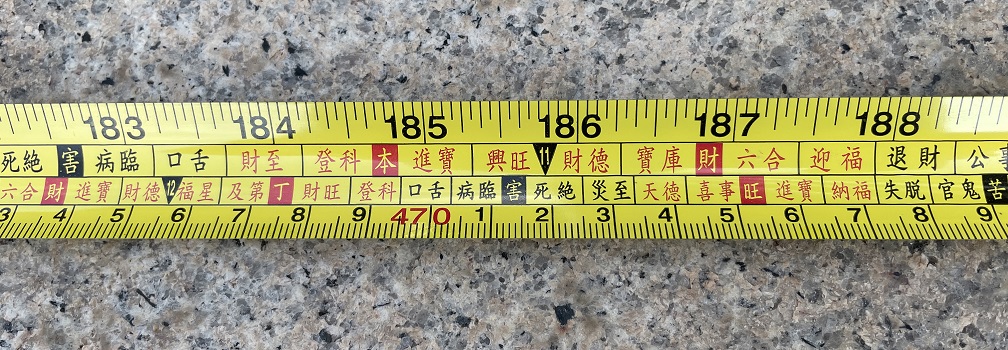 183 184 185 186 187 188
死絶 害 病臨 口舌 財至 登科 本 進寶 興旺 11 財德 寶庫 財 六合 迎福 退財 公
六合 財 進寶 財德 12 福星 及第 丁 財旺 登科 口舌 病臨 害 死絶 災至 天德 喜事 旺 進寶 納福 失脱 官鬼 苦
3 4 5 6 7 8 9 470 1 2 3 4 5 6 7 8 9